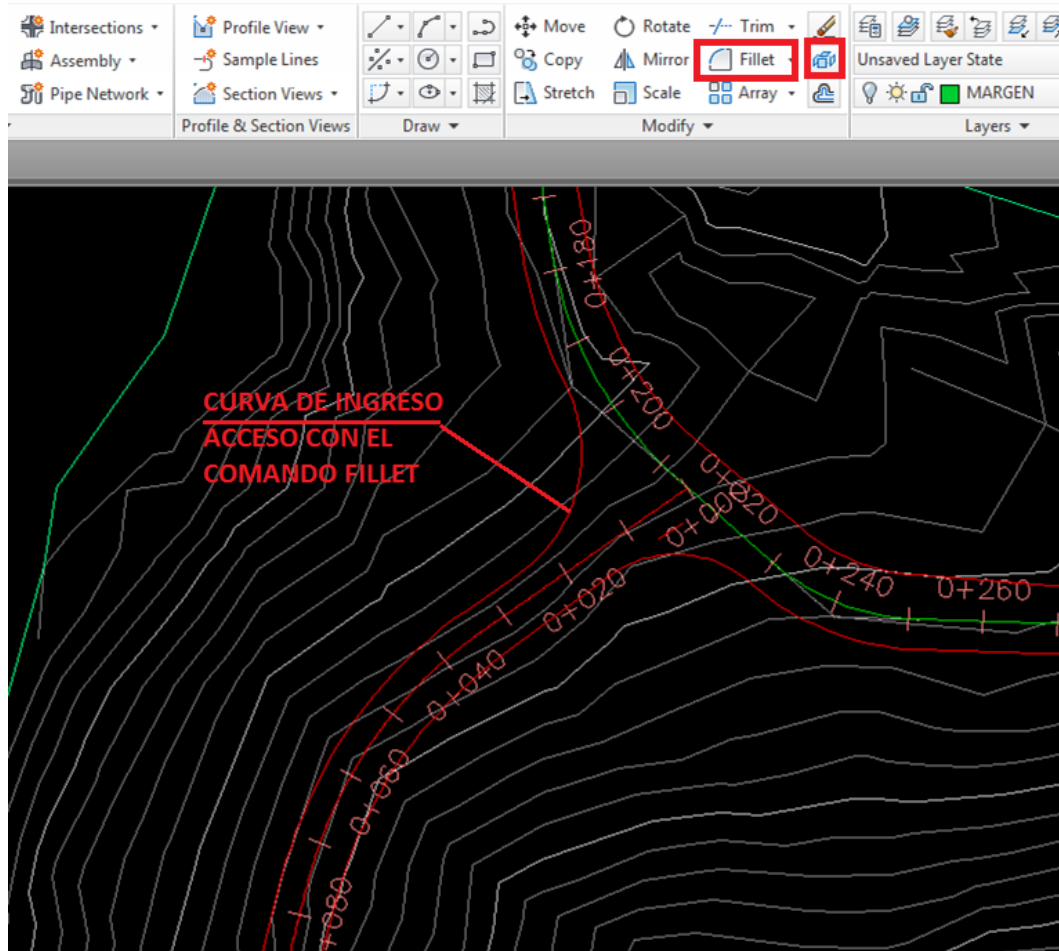 Intersections Profile View Move Rotate Trim
Assembly Sample Lines Copy Mirror Fillet Unsaved Layer State
Pipe Network Section Views Stretch Scale Array MARGEN
Profile & Section Views Draw Modify Layers
0+180
0+200
CURVA DE INGRESO
ACCESO CON EL
COMANDO FILLET
0+220
0+000
0+240
0+260
0+020
0+040
0+060
+080